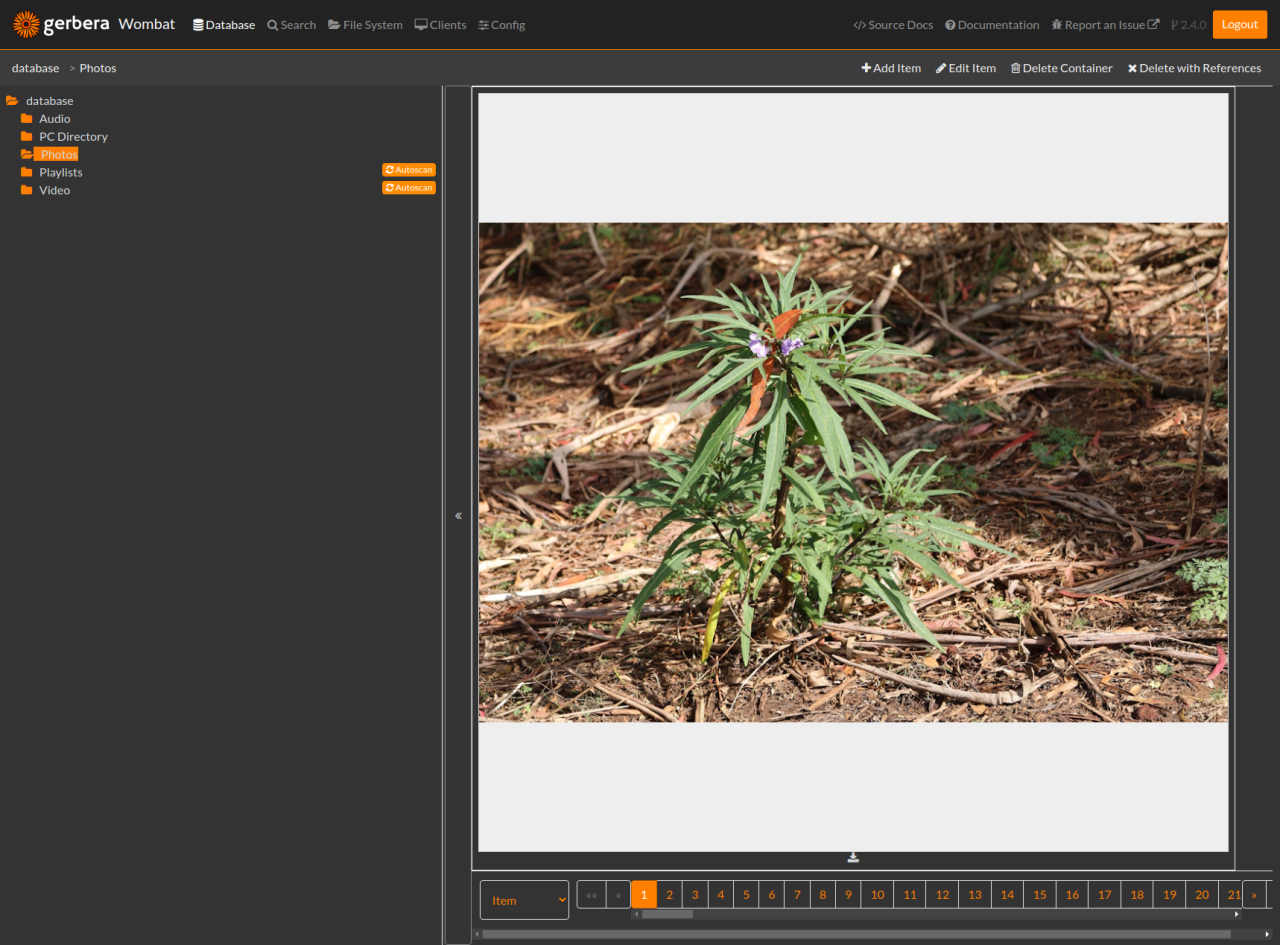 gerbera Wombat Database Search File System Clients Config Source Docs Documentation Report an Issue 2.4.0 Logout
database > Photos Add Item Edit Item Delete Container Delete with References
database
Audio
PC Directory
Photos
Playlists Autoscan
Video Autoscan
«
Item «« « 1 2 3 4 5 6 7 8 9 10 11 12 13 14 15 16 17 18 19 20 21 »